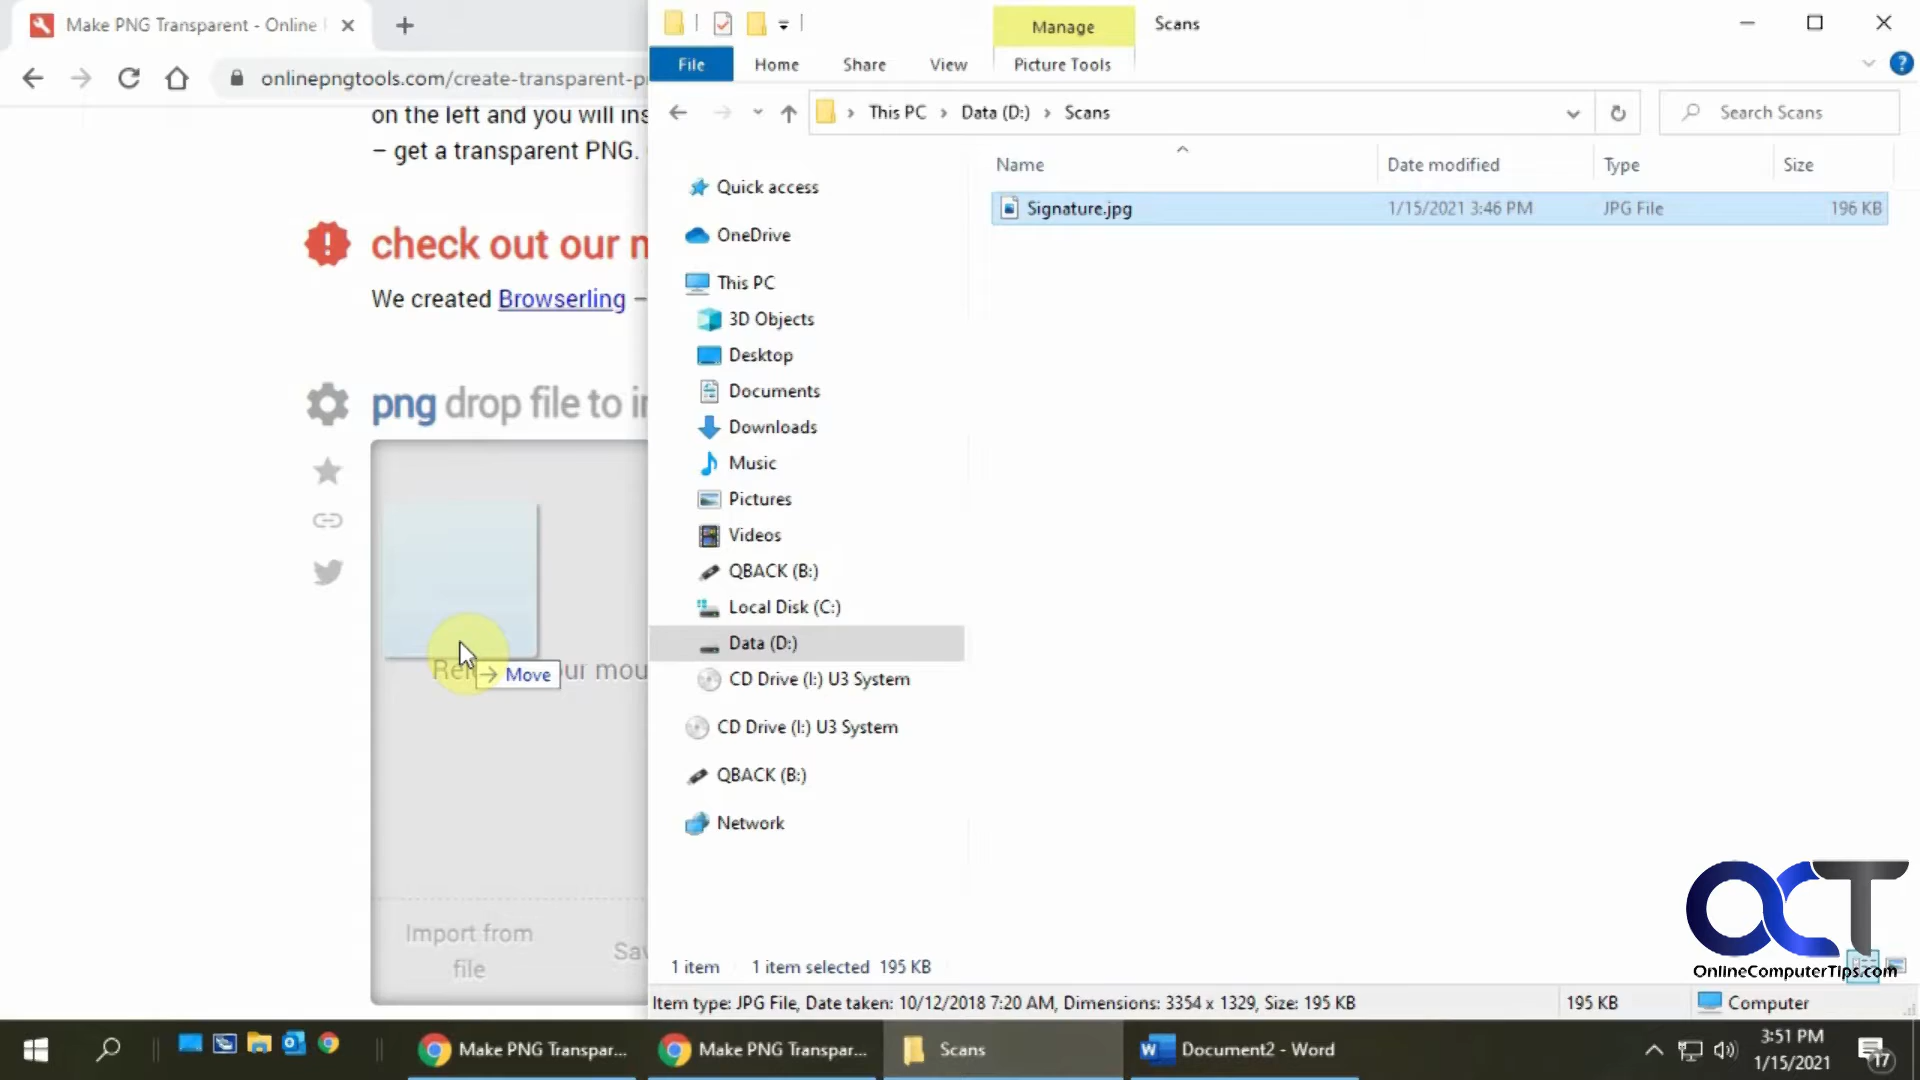 Make PNG Transparent - Online
onlinepngtools.com/create-transparent-p
on the left and you will ins
– get a transparent PNG.
check out our
We created Browserling –
png drop file to i
Move
ur mou
Import from
file
Sav
Manage
Scans
File
Home
Share
View
Picture Tools
This PC
Data (D:)
Scans
Search Scans
Name
Date modified
Type
Size
Signature.jpg
1/15/2021 3:46 PM
JPG File
196 KB
Quick access
OneDrive
This PC
3D Objects
Desktop
Documents
Downloads
Music
Pictures
Videos
QBACK (B:)
Local Disk (C:)
Data (D:)
CD Drive (I:) U3 System
CD Drive (I:) U3 System
QBACK (B:)
Network
1 item
1 item selected 195 KB
Item type: JPG File, Date taken: 10/12/2018 7:20 AM, Dimensions: 3354 x 1329, Size: 195 KB
195 KB
Computer
OCT
OnlineComputerTips.com
Make PNG Transpar...
Make PNG Transpar...
Scans
Document2 - Word
3:51 PM
1/15/2021
17